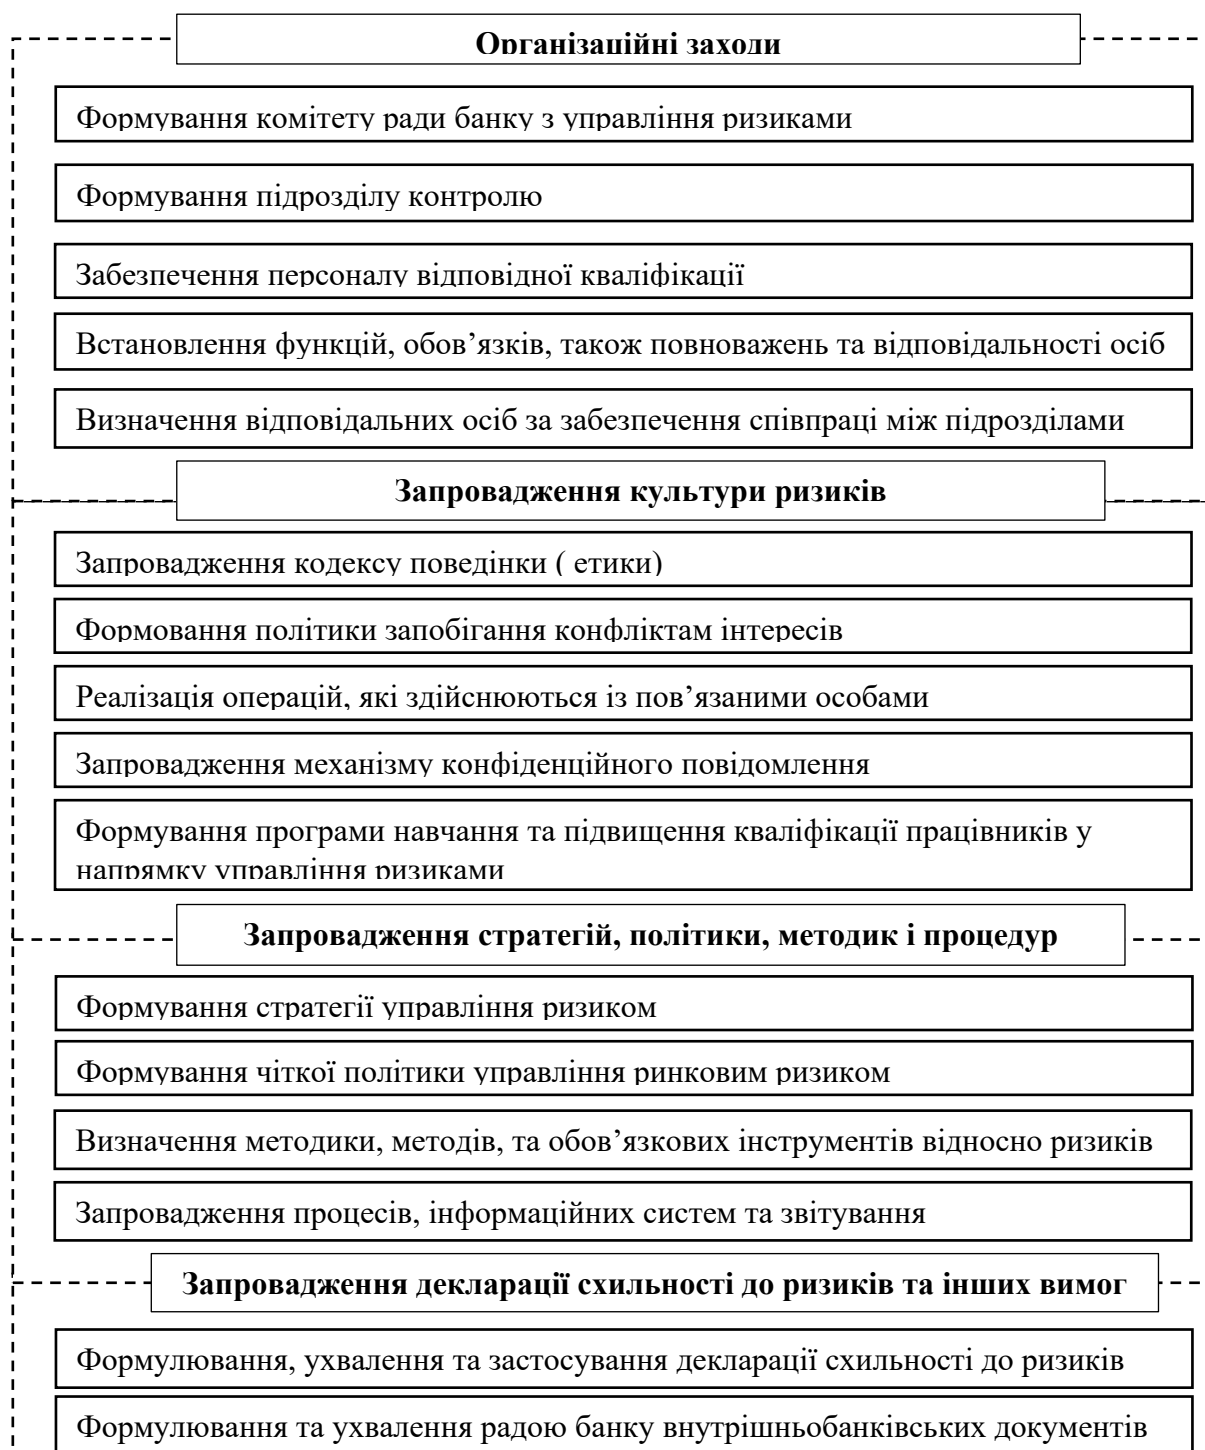 Організаційні заходи
Формування комітету ради банку з управління ризиками
Формування підрозділу контролю
Забезпечення персоналу відповідної кваліфікації
Встановлення функцій, обов’язків, також повноважень та відповідальності осіб
Визначення відповідальних осіб за забезпечення співпраці між підрозділами
Запровадження культури ризиків
Запровадження кодексу поведінки ( етики)
Формовання політики запобігання конфліктам інтересів
Реалізація операцій, які здійснюються із пов’язаними особами
Запровадження механізму конфіденційного повідомлення
Формування програми навчання та підвищення кваліфікації працівників у
напрямку управління ризиками
Запровадження стратегій, політики, методик і процедур
Формування стратегії управління ризиком
Формування чіткої політики управління ринковим ризиком
Визначення методики, методів, та обов’язкових інструментів відносно ризиків
Запровадження процесів, інформаційних систем та звітування
Запровадження декларації схильності до ризиків та інших вимог
Формулювання, ухвалення та застосування декларації схильності до ризиків
Формулювання та ухвалення радою банку внутрішньобанківських документів